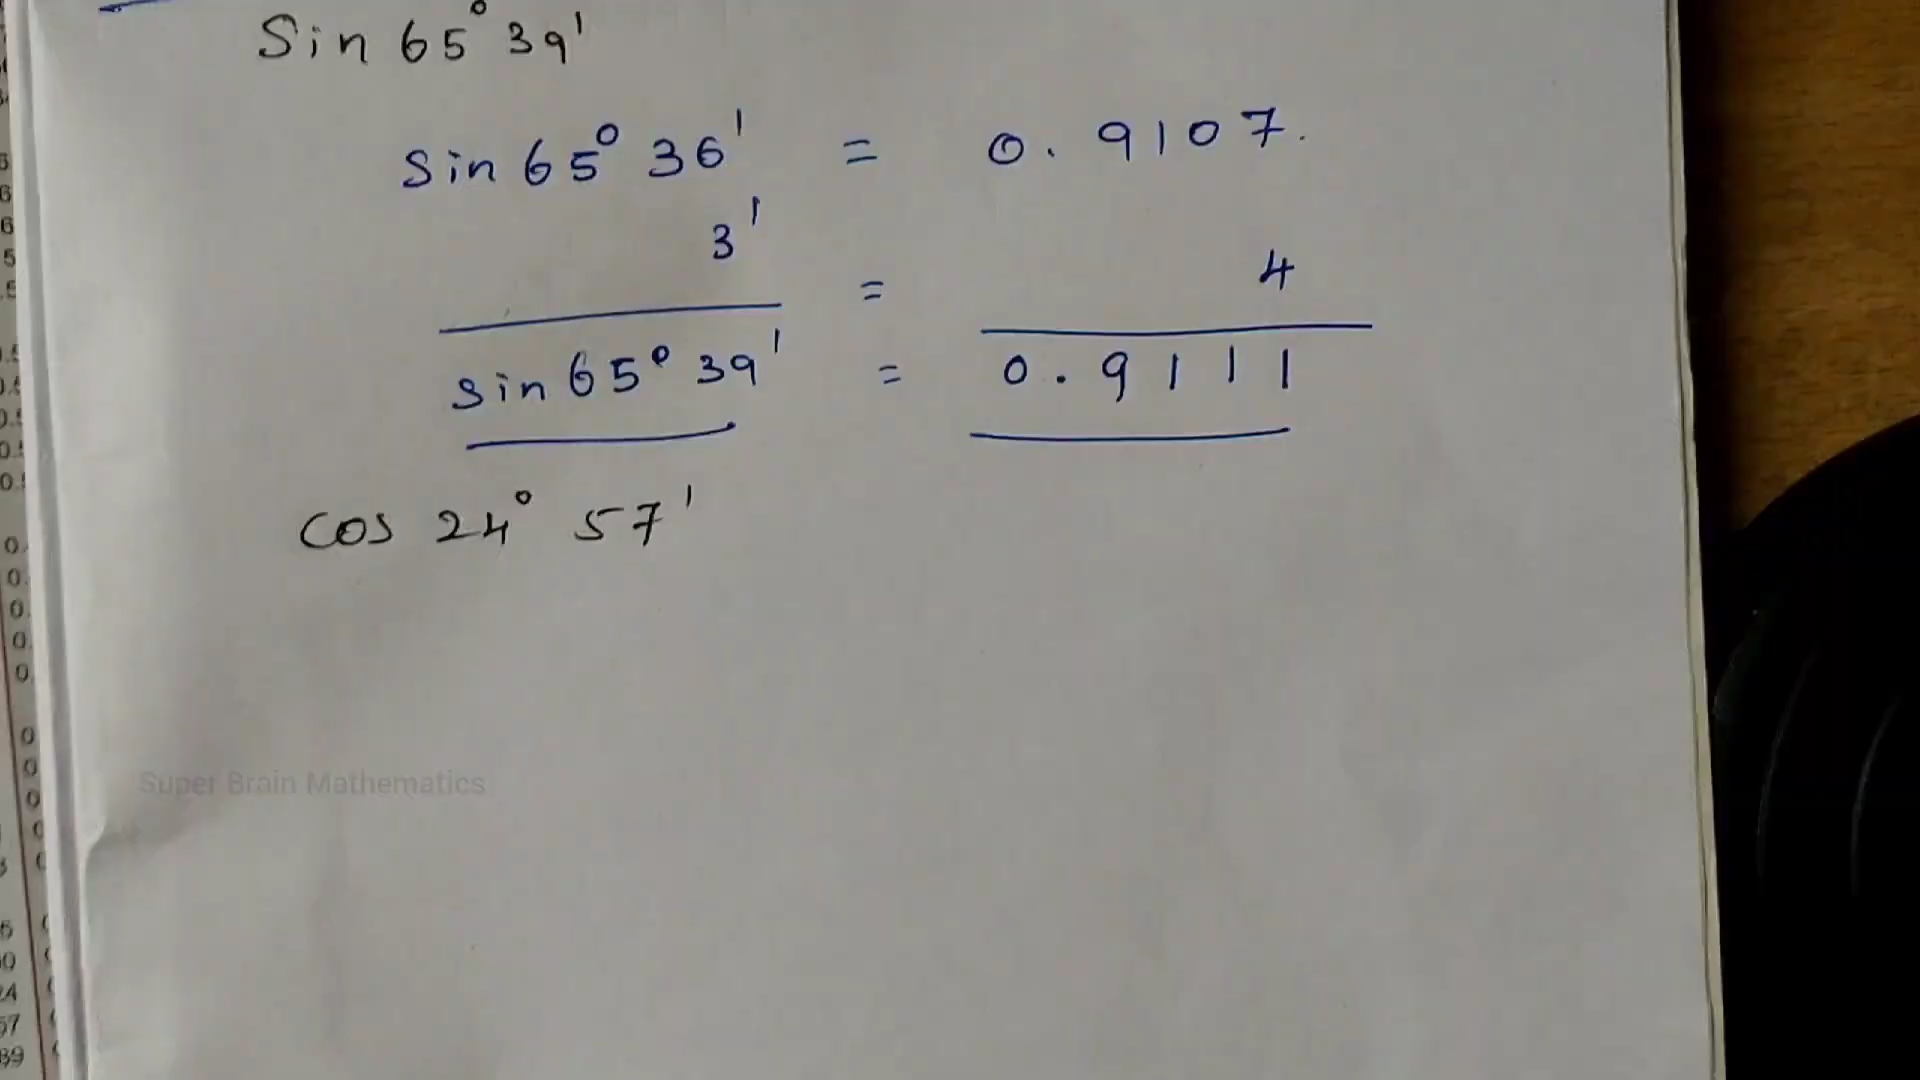 Sin 65° 39'
Sin 65° 36' = 0.9107.
3' = 4
sin 65° 39' = 0.9111
cos 24° 57'
Super Brain Mathematics